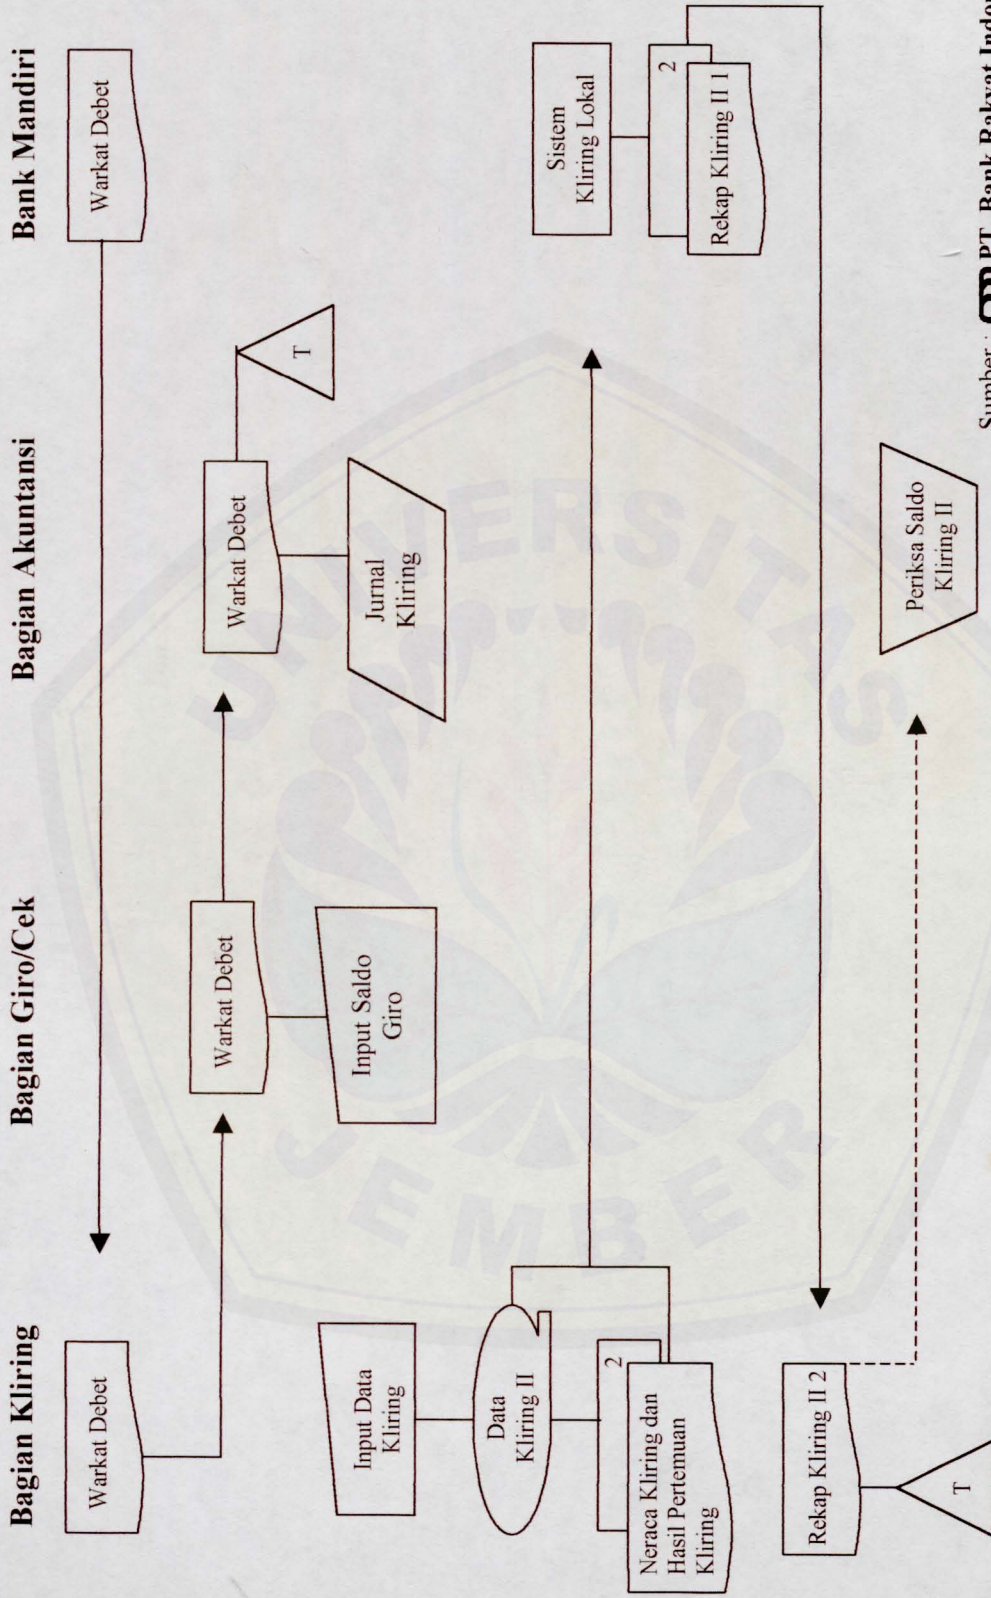 Bagian Kliring
Bagian Giro/Cek
Bagian Akuntansi
Bank Mandiri
Warkat Debet
Warkat Debet
Warkat Debet
Warkat Debet
T
Input Saldo
Giro
Jurnal
Kliring
Input Data
Kliring
Data
Kliring II
2
Neraca Kliring dan
Hasil Pertemuan
Kliring
Sistem
Kliring Lokal
2
Rekap Kliring II 1
Rekap Kliring II 2
T
Periksa Saldo
Kliring II
Sumber :
PT. Bank Rakyat
UNIVERSITAS
JEMBER